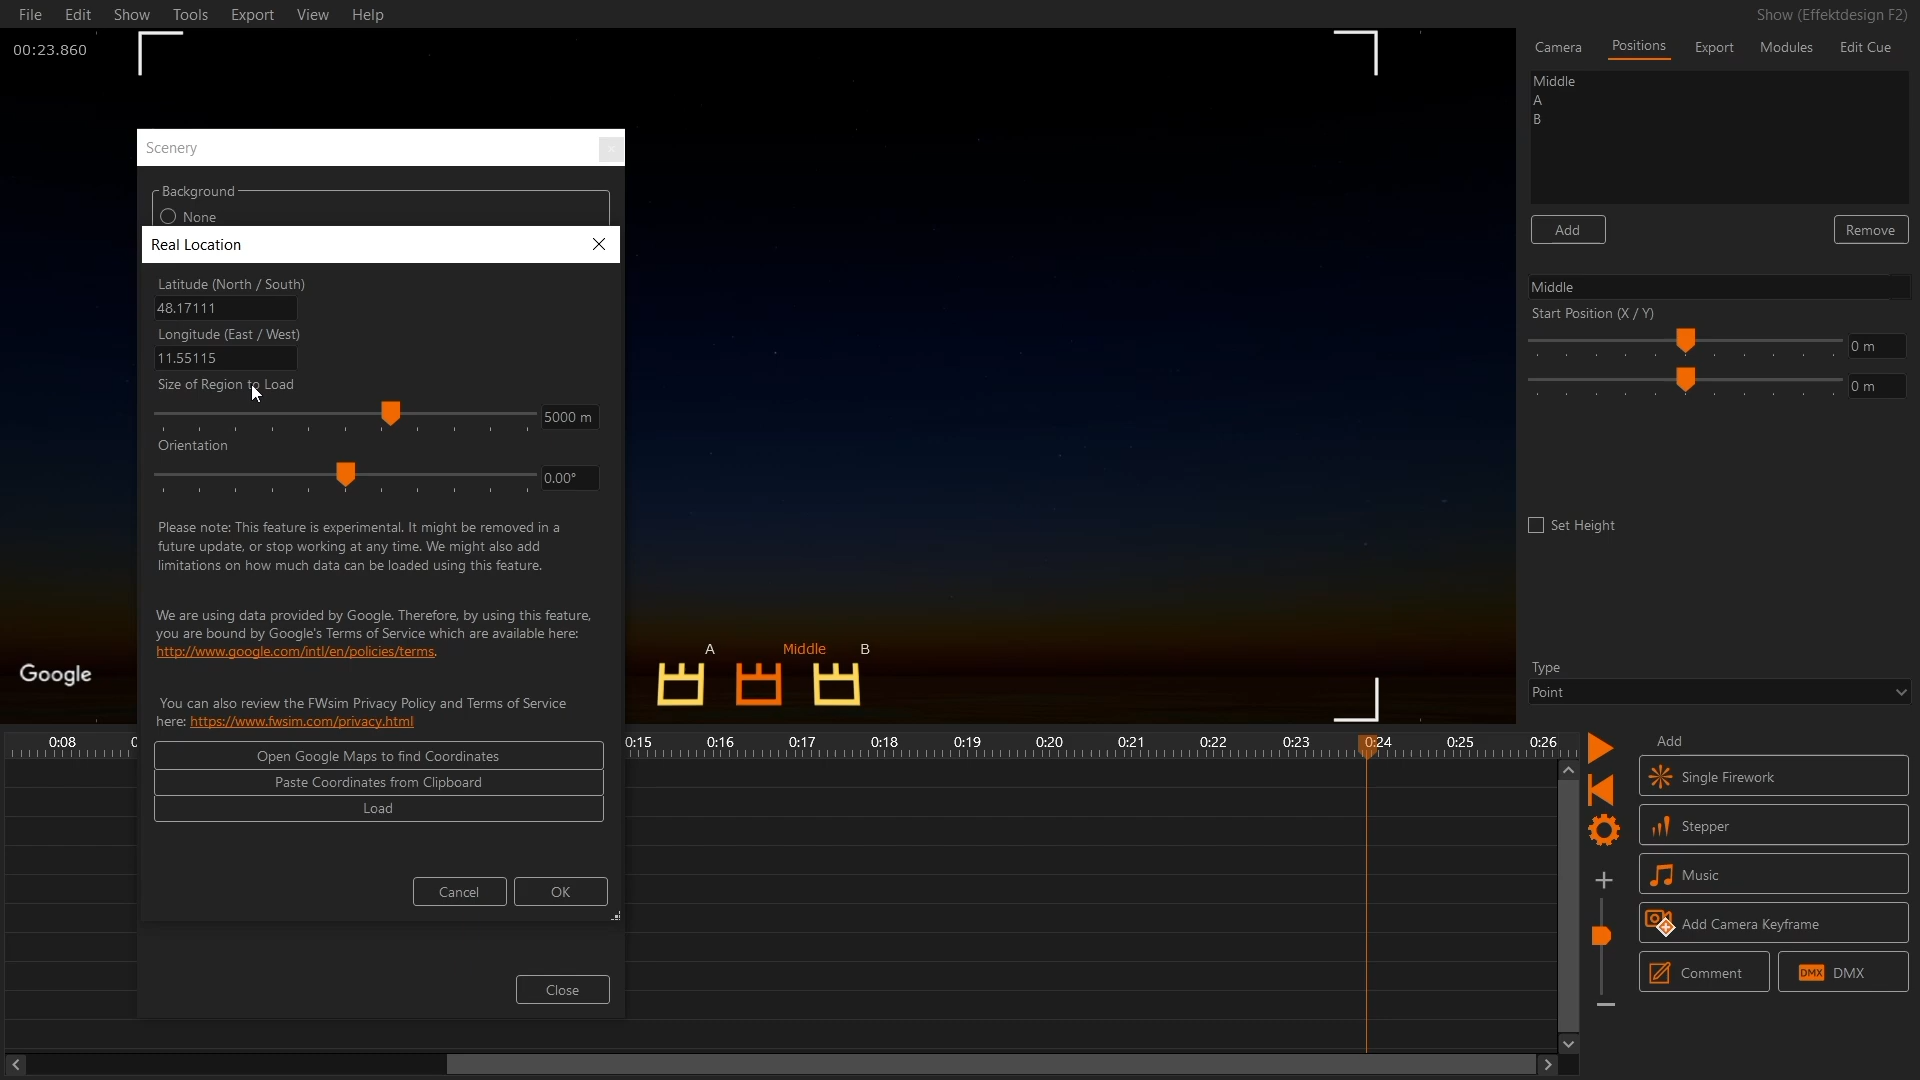 File Edit Show Tools Export View Help
Show (Effektdesign F2)
00:23.860
Camera Positions Export Modules Edit Cue
Middle
A
B
Add Remove
Middle
Start Position (X / Y)
0 m
0 m
Set Height
Type
Point
Scenery
Background
None
Real Location
Latitude (North / South)
48.17111
Longitude (East / West)
11.55115
Size of Region to Load
5000 m
Orientation
0.00°
Please note: This feature is experimental. It might be removed in a
future update, or stop working at any time. We might also add
limitations on how much data can be loaded using this feature.
We are using data provided by Google. Therefore, by using this feature,
you are bound by Google's Terms of Service which are available here:
http://www.google.com/intl/en/policies/terms.
You can also review the FWsim Privacy Policy and Terms of Service
here: https://www.fwsim.com/privacy.html
Open Google Maps to find Coordinates
Paste Coordinates from Clipboard
Load
Cancel OK
Close
Google
A Middle B
0:08 0:15 0:16 0:17 0:18 0:19 0:20 0:21 0:22 0:23 0:24 0:25 0:26
Add
Single Firework
Stepper
Music
Add Camera Keyframe
Comment
DMX DMX